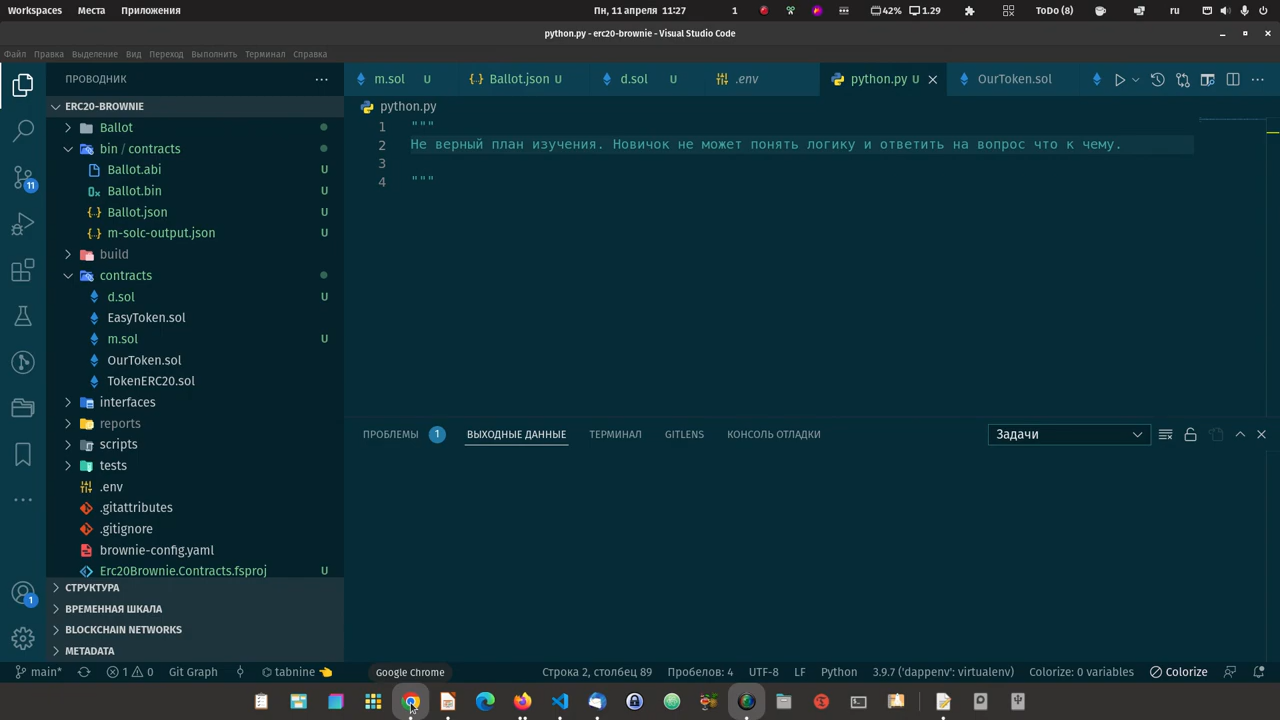 Workspaces Места Приложения Пн, 11 апреля 11:27 1 42% 1.29 ToDo (8) ru
python.py - erc20-brownie - Visual Studio Code
Файл Правка Выделение Вид Переход Выполнить Терминал Справка
ПРОВОДНИК
m.sol U Ballot.json U d.sol U .env python.py U OurToken.sol
ERC20-BROWNIE
python.py
Ballot
bin / contracts
Ballot.abi U
Ballot.bin U
Ballot.json U
m-solc-output.json U
build
contracts
d.sol U
EasyToken.sol
m.sol U
OurToken.sol
TokenERC20.sol
interfaces
reports
scripts
tests
.env
.gitattributes
.gitignore
brownie-config.yaml
Erc20Brownie.Contracts.fsproj U
СТРУКТУРА
ВРЕМЕННАЯ ШКАЛА
BLOCKCHAIN NETWORKS
METADATA
11
1
1 """
2 Не верный план изучения. Новичок не может понять логику и ответить на вопрос что к чему.
3
4 """
ПРОБЛЕМЫ 1 ВЫХОДНЫЕ ДАННЫЕ ТЕРМИНАЛ GITLENS КОНСОЛЬ ОТЛАДКИ Задачи
main* 1 0 Git Graph tabnine Google Chrome Строка 2, столбец 89 Пробелов: 4 UTF-8 LF Python 3.9.7 ('dappenv': virtualenv) Colorize: 0 variables Colorize